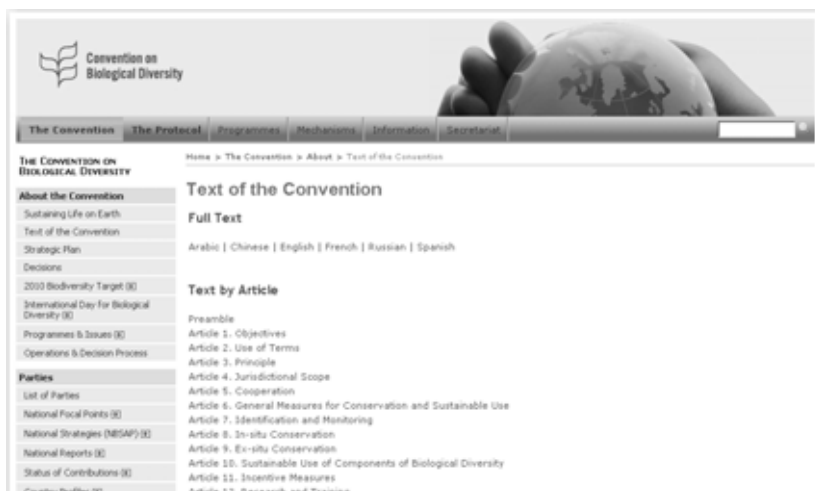 Convention on
Biological Diversity
The Convention The Protocol Programmes Mechanisms Information Secretariat
THE CONVENTION ON
BIOLOGICAL DIVERSITY
About the Convention
Sustaining Life on Earth
Text of the Convention
Strategic Plan
Decisions
2010 Biodiversity Target [+]
International Day for Biological
Diversity [+]
Programmes & Issues [+]
Operations & Decision Process
Parties
List of Parties
National Focal Points [+]
National Strategies (NBSAP) [+]
National Reports [+]
Status of Contributions [+]
Country Profiles [+]
Home > The Convention > About > Text of the Convention
Text of the Convention
Full Text
Arabic | Chinese | English | French | Russian | Spanish
Text by Article
Preamble
Article 1. Objectives
Article 2. Use of Terms
Article 3. Principle
Article 4. Jurisdictional Scope
Article 5. Cooperation
Article 6. General Measures for Conservation and Sustainable Use
Article 7. Identification and Monitoring
Article 8. In-situ Conservation
Article 9. Ex-situ Conservation
Article 10. Sustainable Use of Components of Biological Diversity
Article 11. Incentive Measures
Article 12. Research and Training